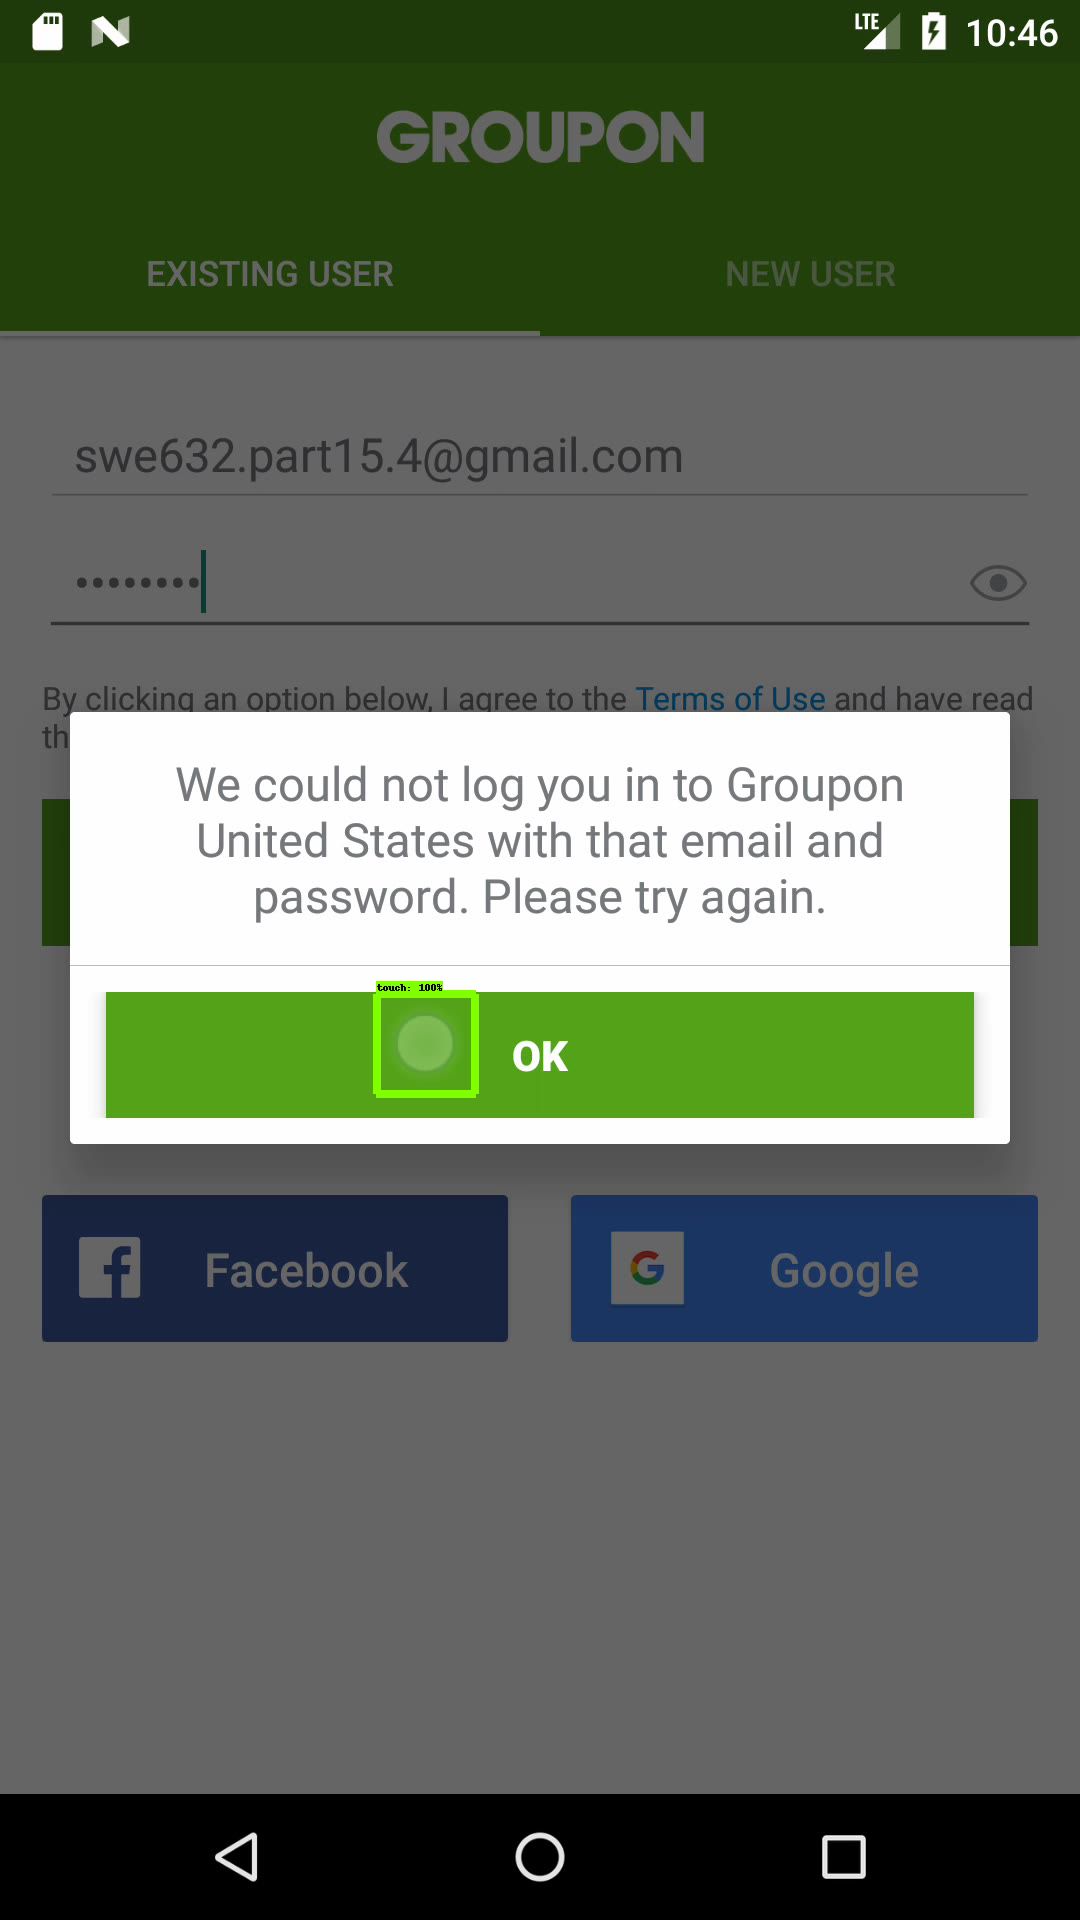 LTE 10:46
GROUPON
EXISTING USER
NEW USER
swe632.part15.4@gmail.com
By clicking an option below, I agree to the Terms of Use and have read
th
We could not log you in to Groupon
United States with that email and
password. Please try again.
touch: 100%
OK
Facebook
G Google